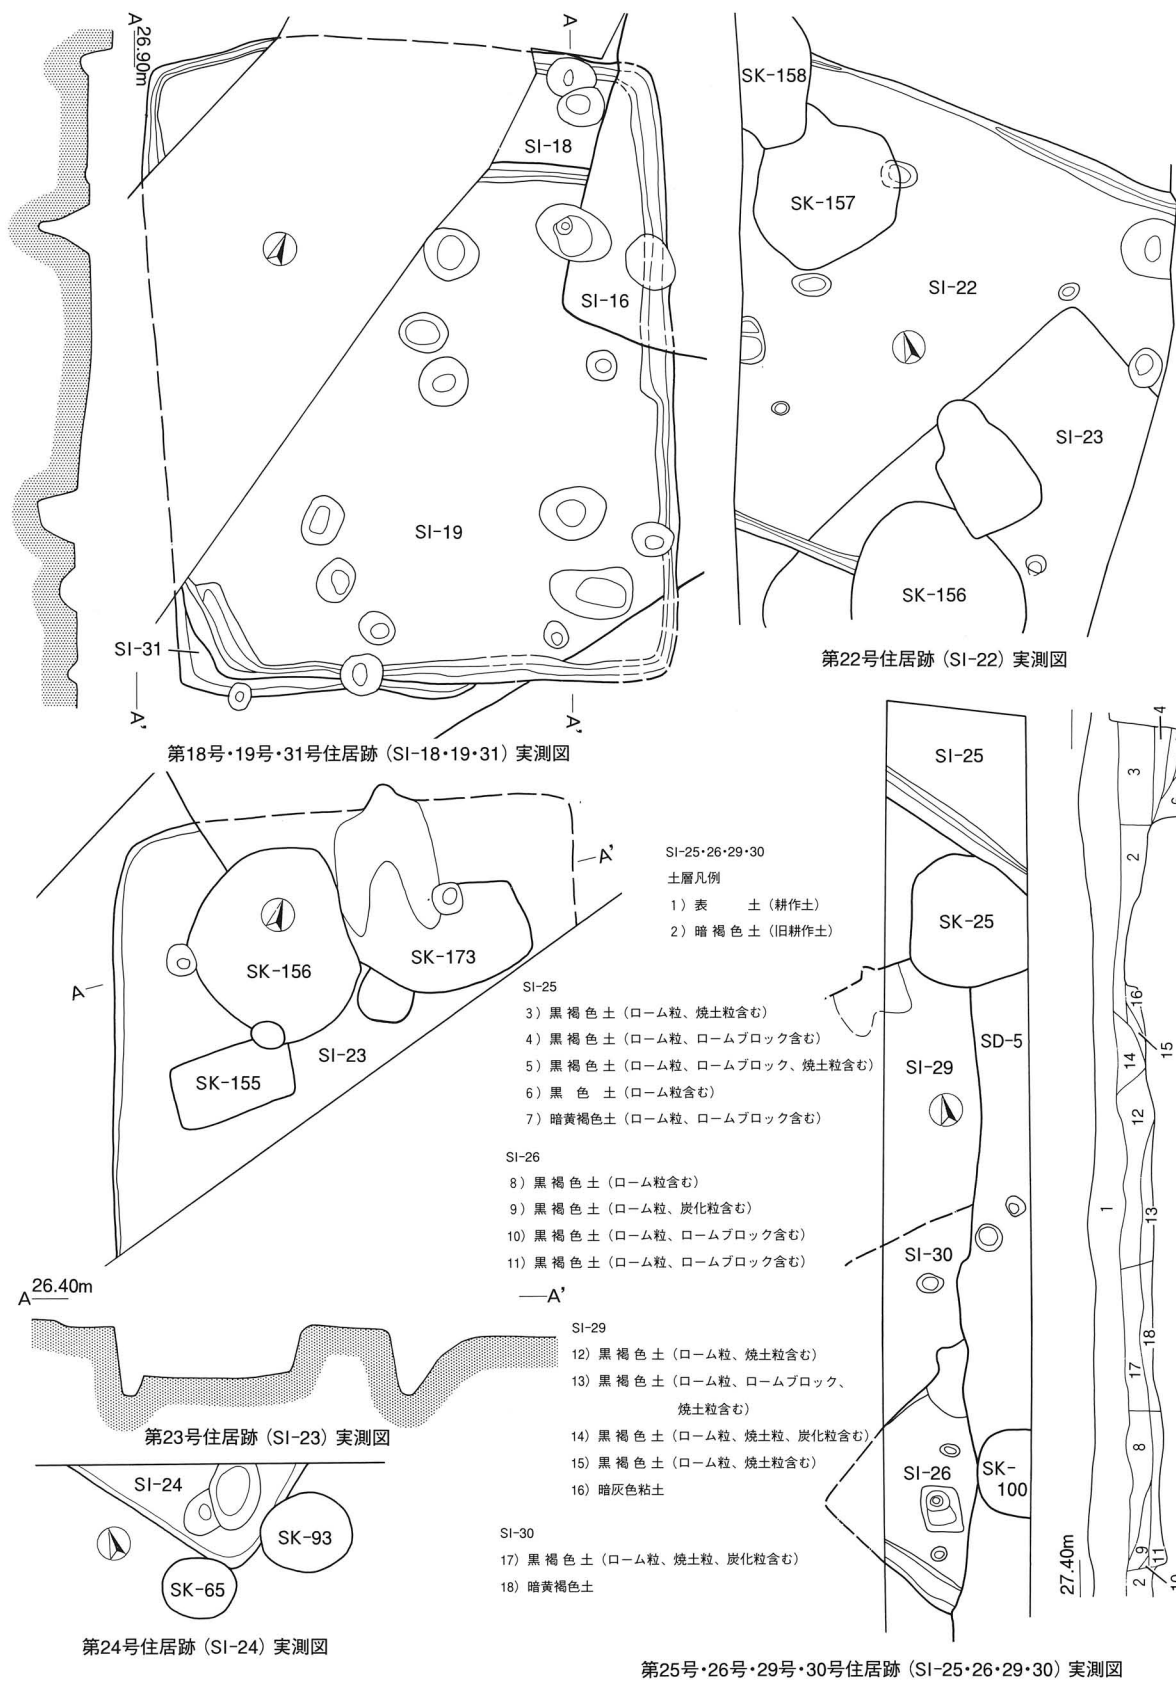 A
26.90m
A
SI-18
SI-16
SI-19
SI-31
A'
A'
第18号・19号・31号住居跡（SI-18・19・31）実測図
SK-158
SK-157
SI-22
SI-23
SK-156
第22号住居跡（SI-22）実測図
A
A'
SK-156
SK-173
SI-23
SK-155
A 26.40m
A'
第23号住居跡（SI-23）実測図
SI-24
SK-93
SK-65
第24号住居跡（SI-24）実測図
SI-25・26・29・30
土層凡例
1）表　　土（耕作土）
2）暗褐色土（旧耕作土）
SI-25
3）黒褐色土（ローム粒、焼土粒含む）
4）黒褐色土（ローム粒、ロームブロック含む）
5）黒褐色土（ローム粒、ロームブロック、焼土粒含む）
6）黒　色　土（ローム粒含む）
7）暗黄褐色土（ローム粒、ロームブロック含む）
SI-26
8）黒褐色土（ローム粒含む）
9）黒褐色土（ローム粒、炭化粒含む）
10）黒褐色土（ローム粒、ロームブロック含む）
11）黒褐色土（ローム粒、ロームブロック含む）
SI-29
12）黒褐色土（ローム粒、焼土粒含む）
13）黒褐色土（ローム粒、ロームブロック、
焼土粒含む）
14）黒褐色土（ローム粒、焼土粒、炭化粒含む）
15）黒褐色土（ローム粒、焼土粒含む）
16）暗灰色粘土
SI-30
17）黒褐色土（ローム粒、焼土粒、炭化粒含む）
18）暗黄褐色土
SI-25
SK-25
SD-5
SI-29
SI-30
SI-26
SK-
100
4
3
2
16
15
14
12
1
13
18
17
8
9
11
2
27.40m
第25号・26号・29号・30号住居跡（SI-25・26・29・30）実測図